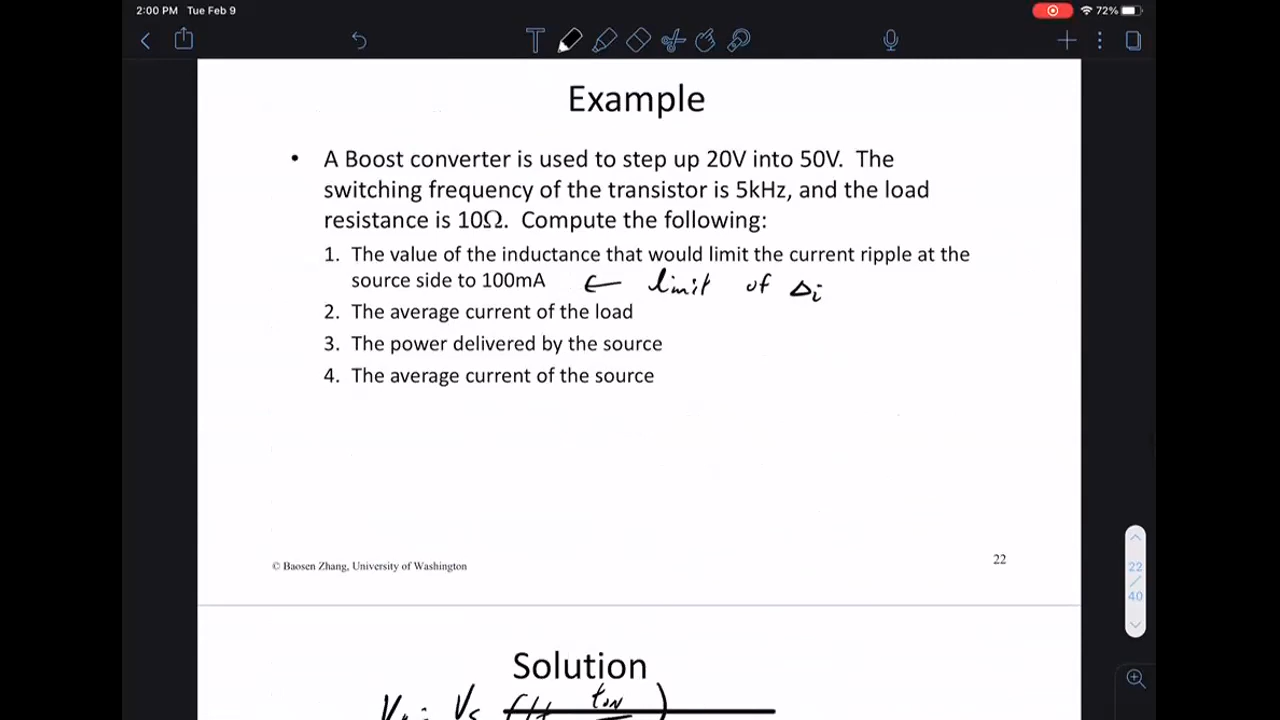 2:00 PM Tue Feb 9
72%
Example
• A Boost converter is used to step up 20V into 50V. The
switching frequency of the transistor is 5kHz, and the load
resistance is 10Ω. Compute the following:
1. The value of the inductance that would limit the current ripple at the
source side to 100mA ← limit of Δi
2. The average current of the load
3. The power delivered by the source
4. The average current of the source
© Baosen Zhang, University of Washington
22
22
/
40
Solution
Vs
ton